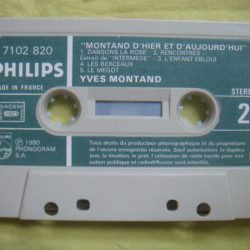 7102 820
"MONTAND D'HIER ET D'AUJOURD'HUI"
1. DANSONS LA ROSE - 2. RENCONTRES -
Extrait de "INTERMEDE" - 3. L'ENFANT EBLOUI
4. LES BERCEAUX
5. LE MEGOT
PHILIPS
MADE IN FRANCE
YVES MONTAND
STEREO
SACEM
2
℗ 1980
PHONOGRAM
S.A
Tous droits du producteur phonographique et du propriétaire
de l'œuvre enregistrée réservés. Sauf autorisation, la duplica-
tion, la location, le prêt, l'utilisation de cette bande pour exé-
cution publique et radiodiffusion sont interdits.